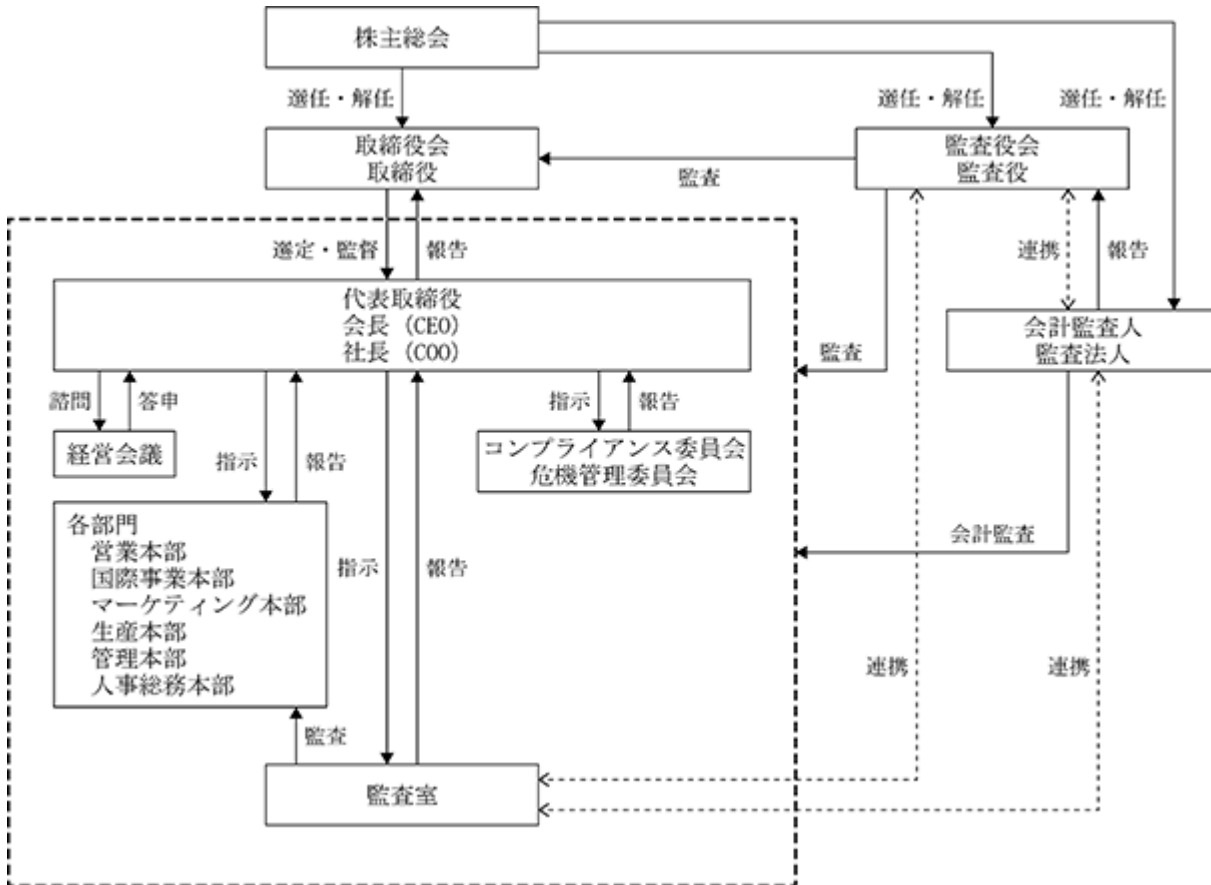 株主総会
選任・解任
選任・解任
選任・解任
取締役会
取締役
監査役会
監査役
監査
選定・監督
報告
連携
報告
代表取締役
会長（CEO）
社長（COO）
会計監査人
監査法人
監査
諮問
答申
指示
報告
経営会議
指示
報告
コンプライアンス委員会
危機管理委員会
各部門
営業本部
国際事業本部
マーケティング本部
生産本部
管理本部
人事総務本部
会計監査
指示
報告
連携
連携
監査
監査室